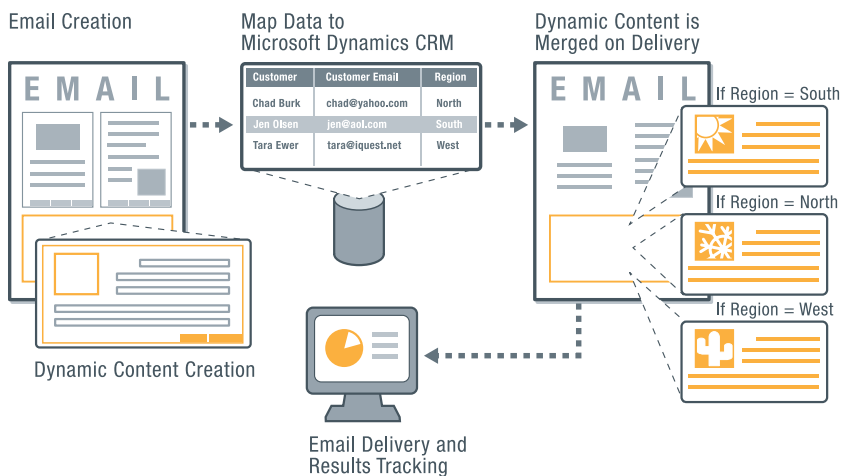 Email Creation
Map Data to
Microsoft Dynamics CRM
Dynamic Content is
Merged on Delivery
EMAIL
Customer Customer Email Region
Chad Burk chad@yahoo.com North
Jen Olsen jen@aol.com South
Tara Ewer tara@iquest.net West
EMAIL
If Region = South
If Region = North
If Region = West
Dynamic Content Creation
Email Delivery and
Results Tracking